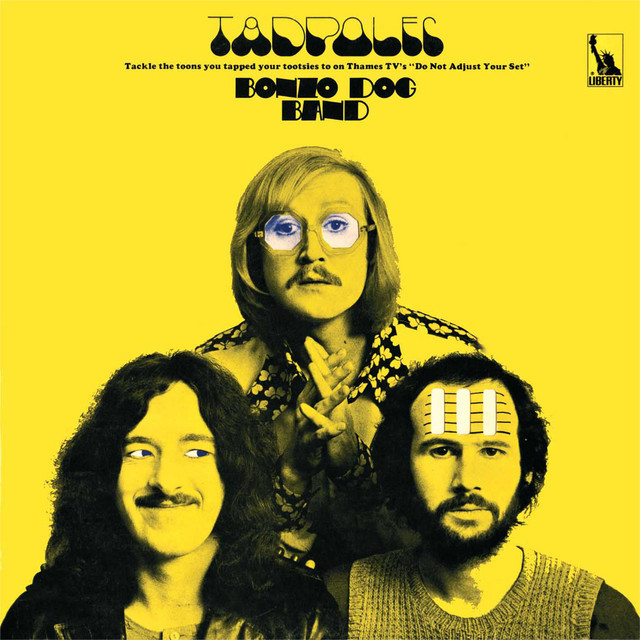 TADPOLES
Tackle the toons you tapped your tootsies to on Thames TV's "Do Not Adjust Your Set"
BONZO DOG
BAND
LIBERTY